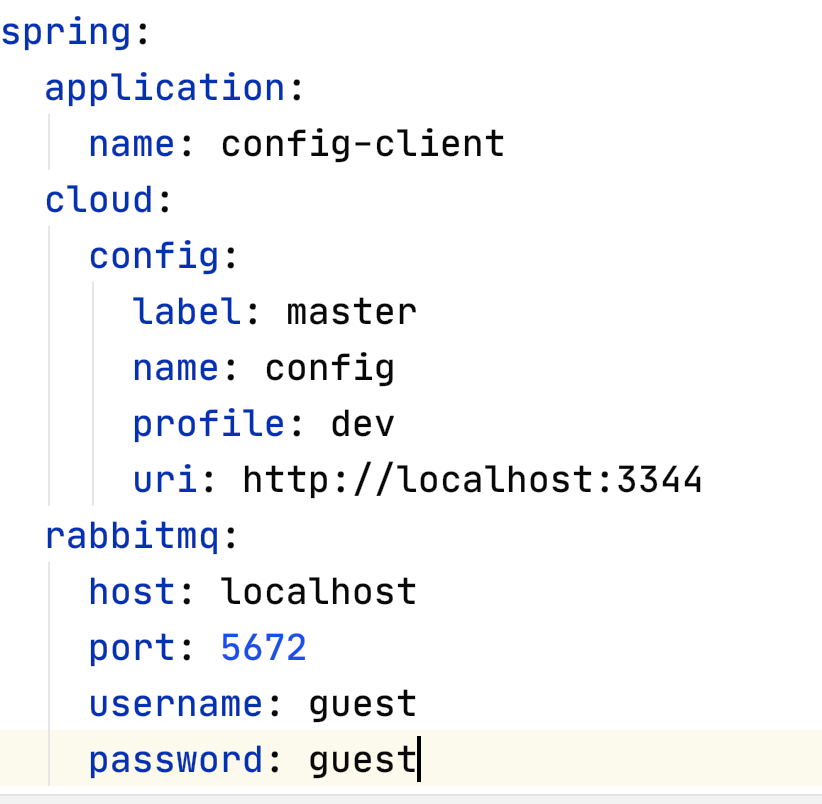 spring:
  application:
    name: config-client
  cloud:
    config:
      label: master
      name: config
      profile: dev
      uri: http://localhost:3344
  rabbitmq:
    host: localhost
    port: 5672
    username: guest
    password: guest